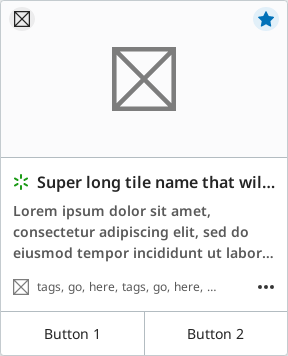 Super long tile name that wil...
Lorem ipsum dolor sit amet,
consectetur adipiscing elit, sed do
eiusmod tempor incididunt ut labor...
tags, go, here, tags, go, here, ...
Button 1
Button 2